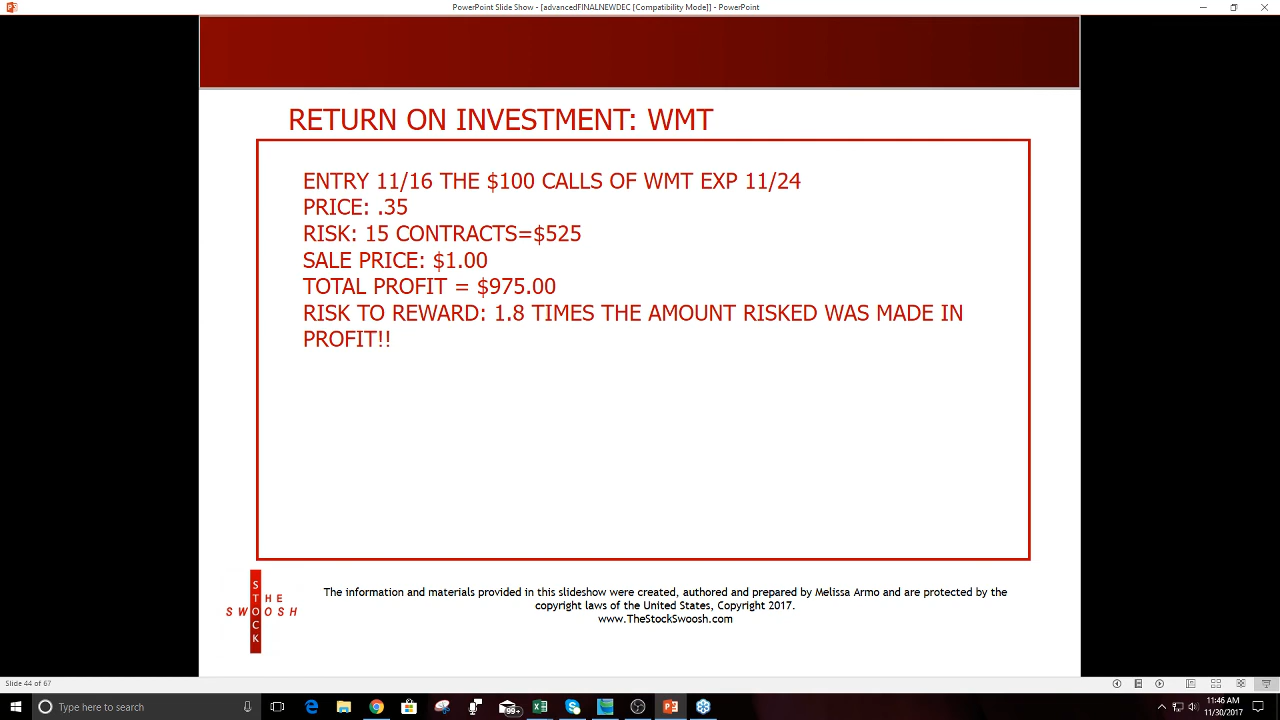 PowerPoint Slide Show - [advancedFINALNEWDEC [Compatibility Mode]] - PowerPoint
RETURN ON INVESTMENT: WMT
ENTRY 11/16 THE $100 CALLS OF WMT EXP 11/24
PRICE: .35
RISK: 15 CONTRACTS=$525
SALE PRICE: $1.00
TOTAL PROFIT = $975.00
RISK TO REWARD: 1.8 TIMES THE AMOUNT RISKED WAS MADE IN
PROFIT!!
THE
STOCK
SWOOSH
The information and materials provided in this slideshow were created, authored and prepared by Melissa Armo and are protected by the
copyright laws of the United States, Copyright 2017.
www.TheStockSwoosh.com
Slide 44 of 67
Type here to search
99+
11:46 AM
11/30/2017